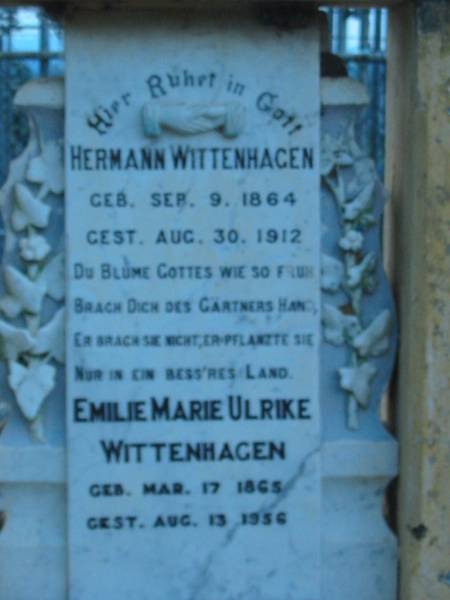 Hier Ruhet in Gott
HERMANN WITTENHAGEN
GEB. SEP. 9. 1864
GEST. AUG. 30. 1912
DU BLUME GOTTES WIE SO FRUH
BRACH DICH DES GÄRTNERS HAND,
ER BRACH SIE NICHT, ER PFLANZTE SIE
NUR IN EIN BESS'RES LAND.
EMILIE MARIE ULRIKE
WITTENHAGEN
GEB. MAR. 17 1865
GEST. AUG. 13 1956